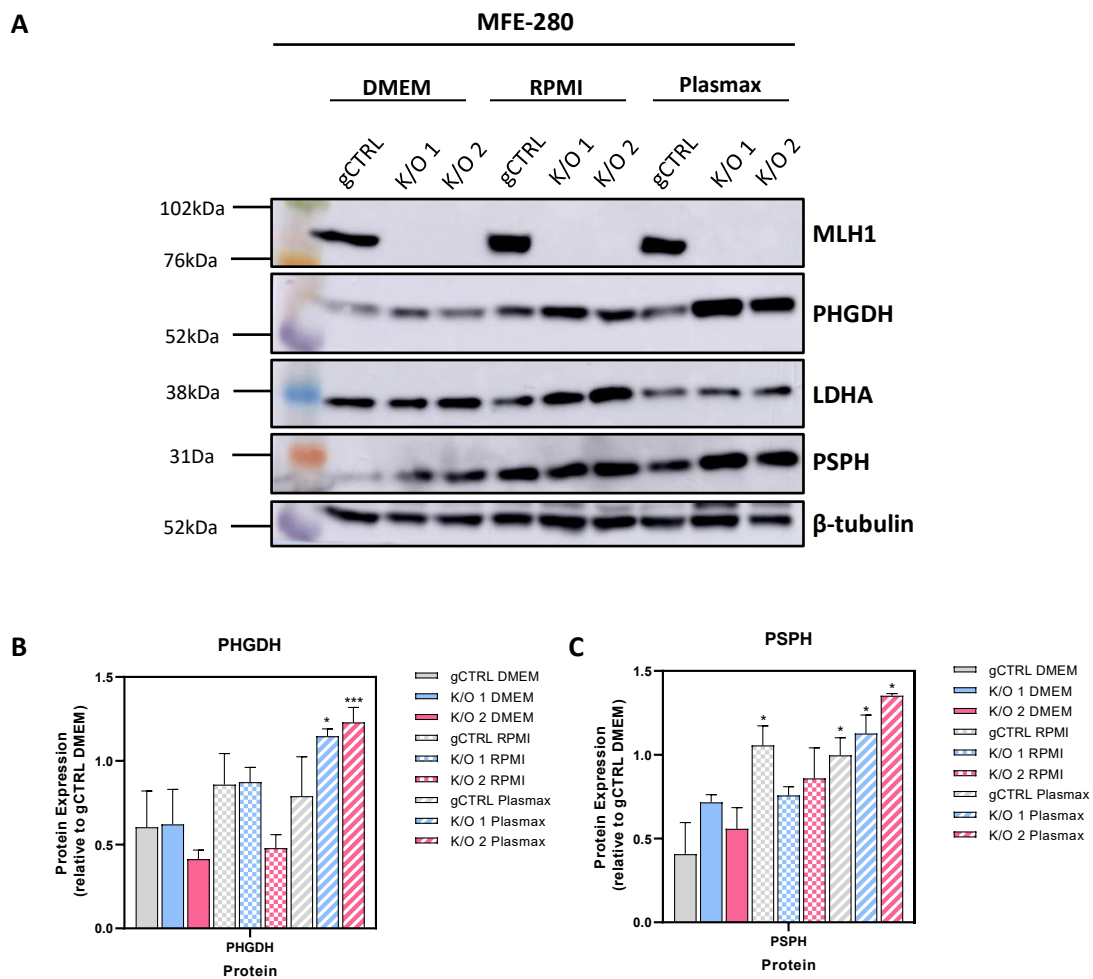 A
MFE-280
DMEM RPMI Plasmax
gCTRL K/O 1 K/O 2 gCTRL K/O 1 K/O 2 gCTRL K/O 1 K/O 2
102kDa
MLH1
76kDa
PHGDH
52kDa
38kDa
LDHA
31Da
PSPH
52kDa
β-tubulin
B
PHGDH
Protein Expression
(relative to gCTRL DMEM)
1.5
1.0
0.5
0.0
* ***
PHGDH
Protein
gCTRL DMEM
K/O 1 DMEM
K/O 2 DMEM
gCTRL RPMI
K/O 1 RPMI
K/O 2 RPMI
gCTRL Plasmax
K/O 1 Plasmax
K/O 2 Plasmax
C
PSPH
Protein Expression
(relative to gCTRL DMEM)
1.5
1.0
0.5
0.0
* * * *
PSPH
Protein
gCTRL DMEM
K/O 1 DMEM
K/O 2 DMEM
gCTRL RPMI
K/O 1 RPMI
K/O 2 RPMI
gCTRL Plasmax
K/O 1 Plasmax
K/O 2 Plasmax